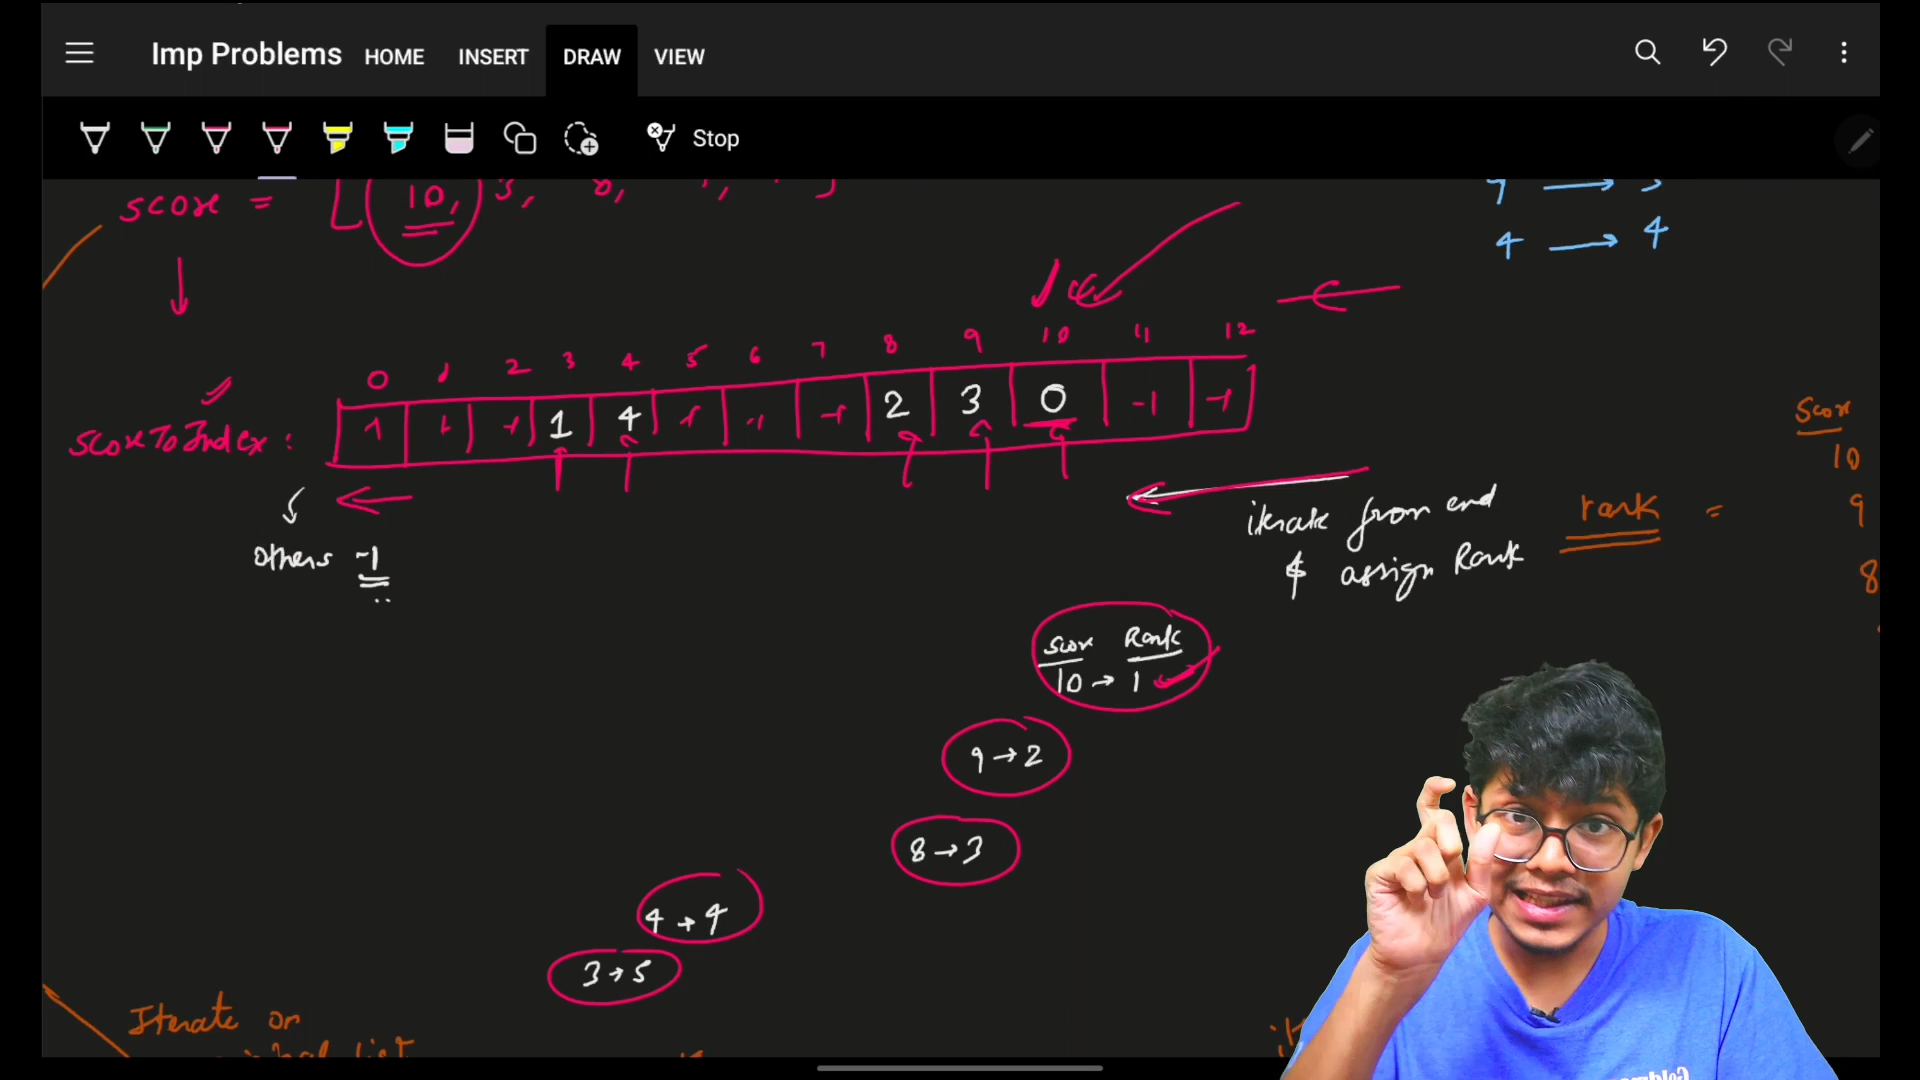 Imp Problems HOME INSERT DRAW VIEW
Stop
score = [ 10, 3, 8,
4 → 4
0 1 2 3 4 5 6 7 8 9 10 11 12
ScoreToIndex : -1 -1 -1 1 4 -1 -1 -1 2 3 0 -1 -1
others -1
iterate from end
& assign Rank
rank =
Score
10
9
8
Score Rank
10 → 1
9 → 2
8 → 3
4 → 4
3 → 5
Iterate on